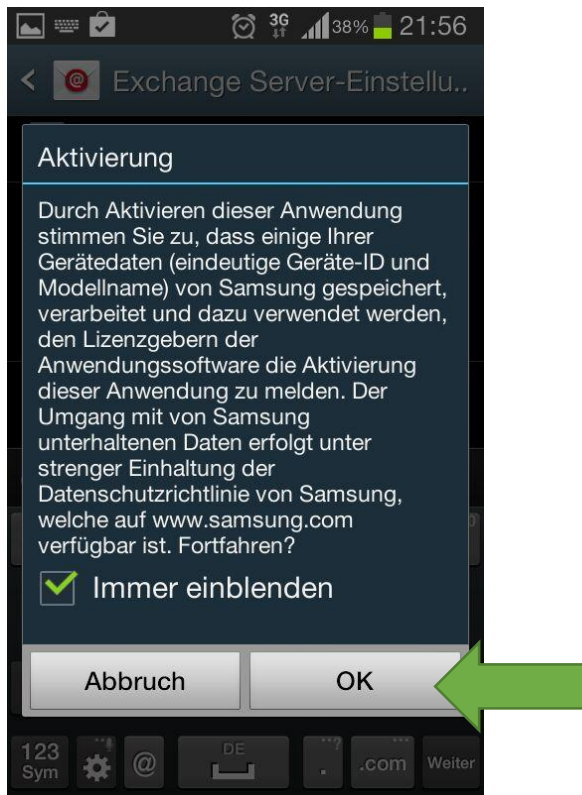 3G 38% 21:56
Exchange Server-Einstellu..
Aktivierung
Durch Aktivieren dieser Anwendung
stimmen Sie zu, dass einige Ihrer
Gerätedaten (eindeutige Geräte-ID und
Modellname) von Samsung gespeichert,
verarbeitet und dazu verwendet werden,
den Lizenzgebern der
Anwendungssoftware die Aktivierung
dieser Anwendung zu melden. Der
Umgang mit von Samsung
unterhaltenen Daten erfolgt unter
strenger Einhaltung der
Datenschutzrichtlinie von Samsung,
welche auf www.samsung.com
verfügbar ist. Fortfahren?
Immer einblenden
Abbruch OK
123
Sym @ DE . ...? .com Weiter